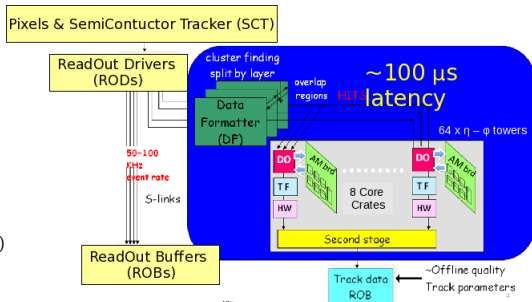 Pixels & SemiContuctor Tracker (SCT)
ReadOut Drivers
(RODs)
cluster finding
split by layer
overlap
regions
HITS
~100 µs
latency
Data
Formatter
(DF)
64 x η – φ towers
50~100
KHz
event rate
S-links
DO
AM brd
DO
AM brd
TF
TF
HW
HW
8 Core
Crates
Second stage
)
ReadOut Buffers
(ROBs)
Track data
ROB
~Offline quality
Track parameters